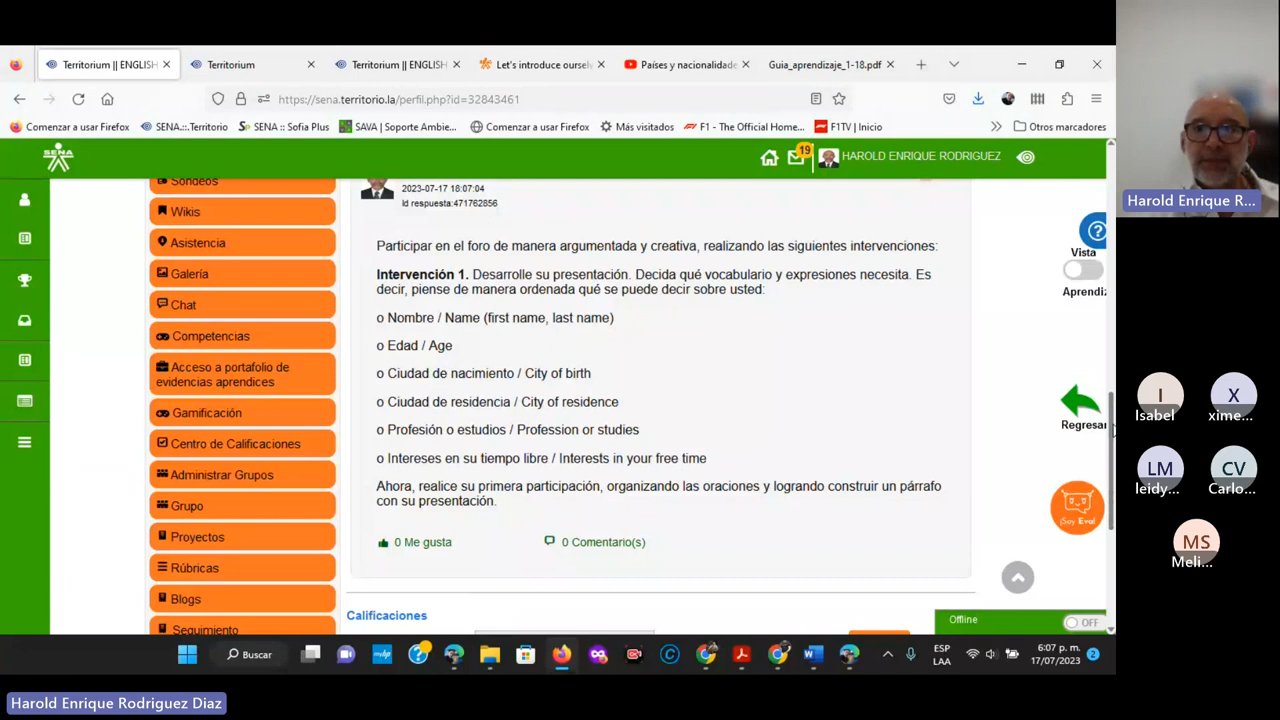 Territorium || ENGLISH
Territorium
Territorium || ENGLISH
Let's introduce oursel
Países y nacionalidade
Guia_aprendizaje_1-18.pdf
https://sena.territorio.la/perfil.php?id=32843461
Comenzar a usar Firefox
SENA.::.Territorio
SENA :: Sofia Plus
SAVA | Soporte Ambie...
Comenzar a usar Firefox
Más visitados
F1 - The Official Home...
F1TV | Inicio
Otros marcadores
SENA
19
HAROLD ENRIQUE RODRIGUEZ
Harold Enrique R...
Sondeos
Wikis
Asistencia
Galería
Chat
Competencias
Acceso a portafolio de
evidencias aprendices
Gamificación
Centro de Calificaciones
Administrar Grupos
Grupo
Proyectos
Rúbricas
Blogs
Seguimiento
2023-07-17 18:07:04
Id respuesta:471762856
Participar en el foro de manera argumentada y creativa, realizando las siguientes intervenciones:
Intervención 1. Desarrolle su presentación. Decida qué vocabulario y expresiones necesita. Es
decir, piense de manera ordenada qué se puede decir sobre usted:
o Nombre / Name (first name, last name)
o Edad / Age
o Ciudad de nacimiento / City of birth
o Ciudad de residencia / City of residence
o Profesión o estudios / Profession or studies
o Intereses en su tiempo libre / Interests in your free time
Ahora, realice su primera participación, organizando las oraciones y logrando construir un párrafo
con su presentación.
0 Me gusta
0 Comentario(s)
Calificaciones
Vista
Aprendiz
Regresar
¡Soy Eva!
Offline
OFF
I
Isabel
X
xime...
LM
leidy...
CV
Carlo...
MS
Meli...
Buscar
ESP
LAA
6:07 p. m.
17/07/2023
2
Harold Enrique Rodriguez Diaz